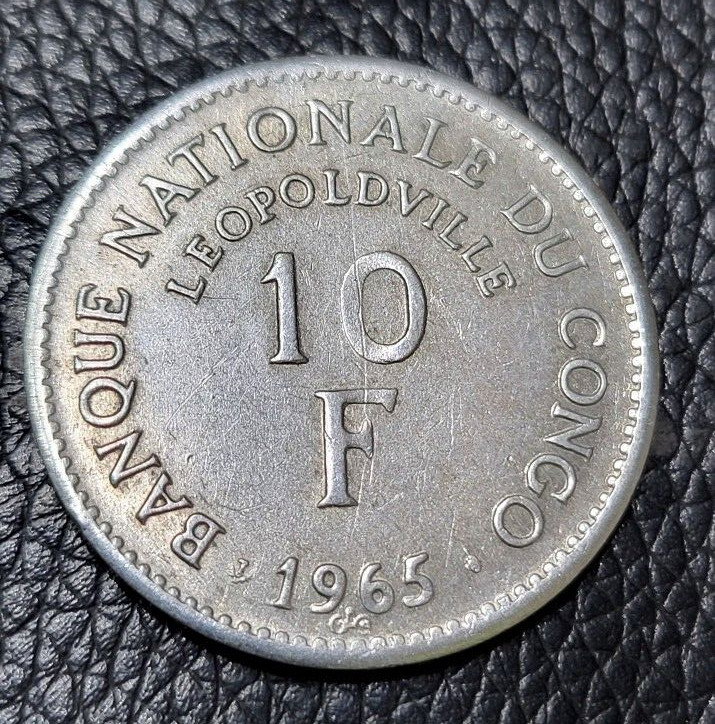 BANQUE NATIONALE DU CONGO
LEOPOLDVILLE
10
F
1965